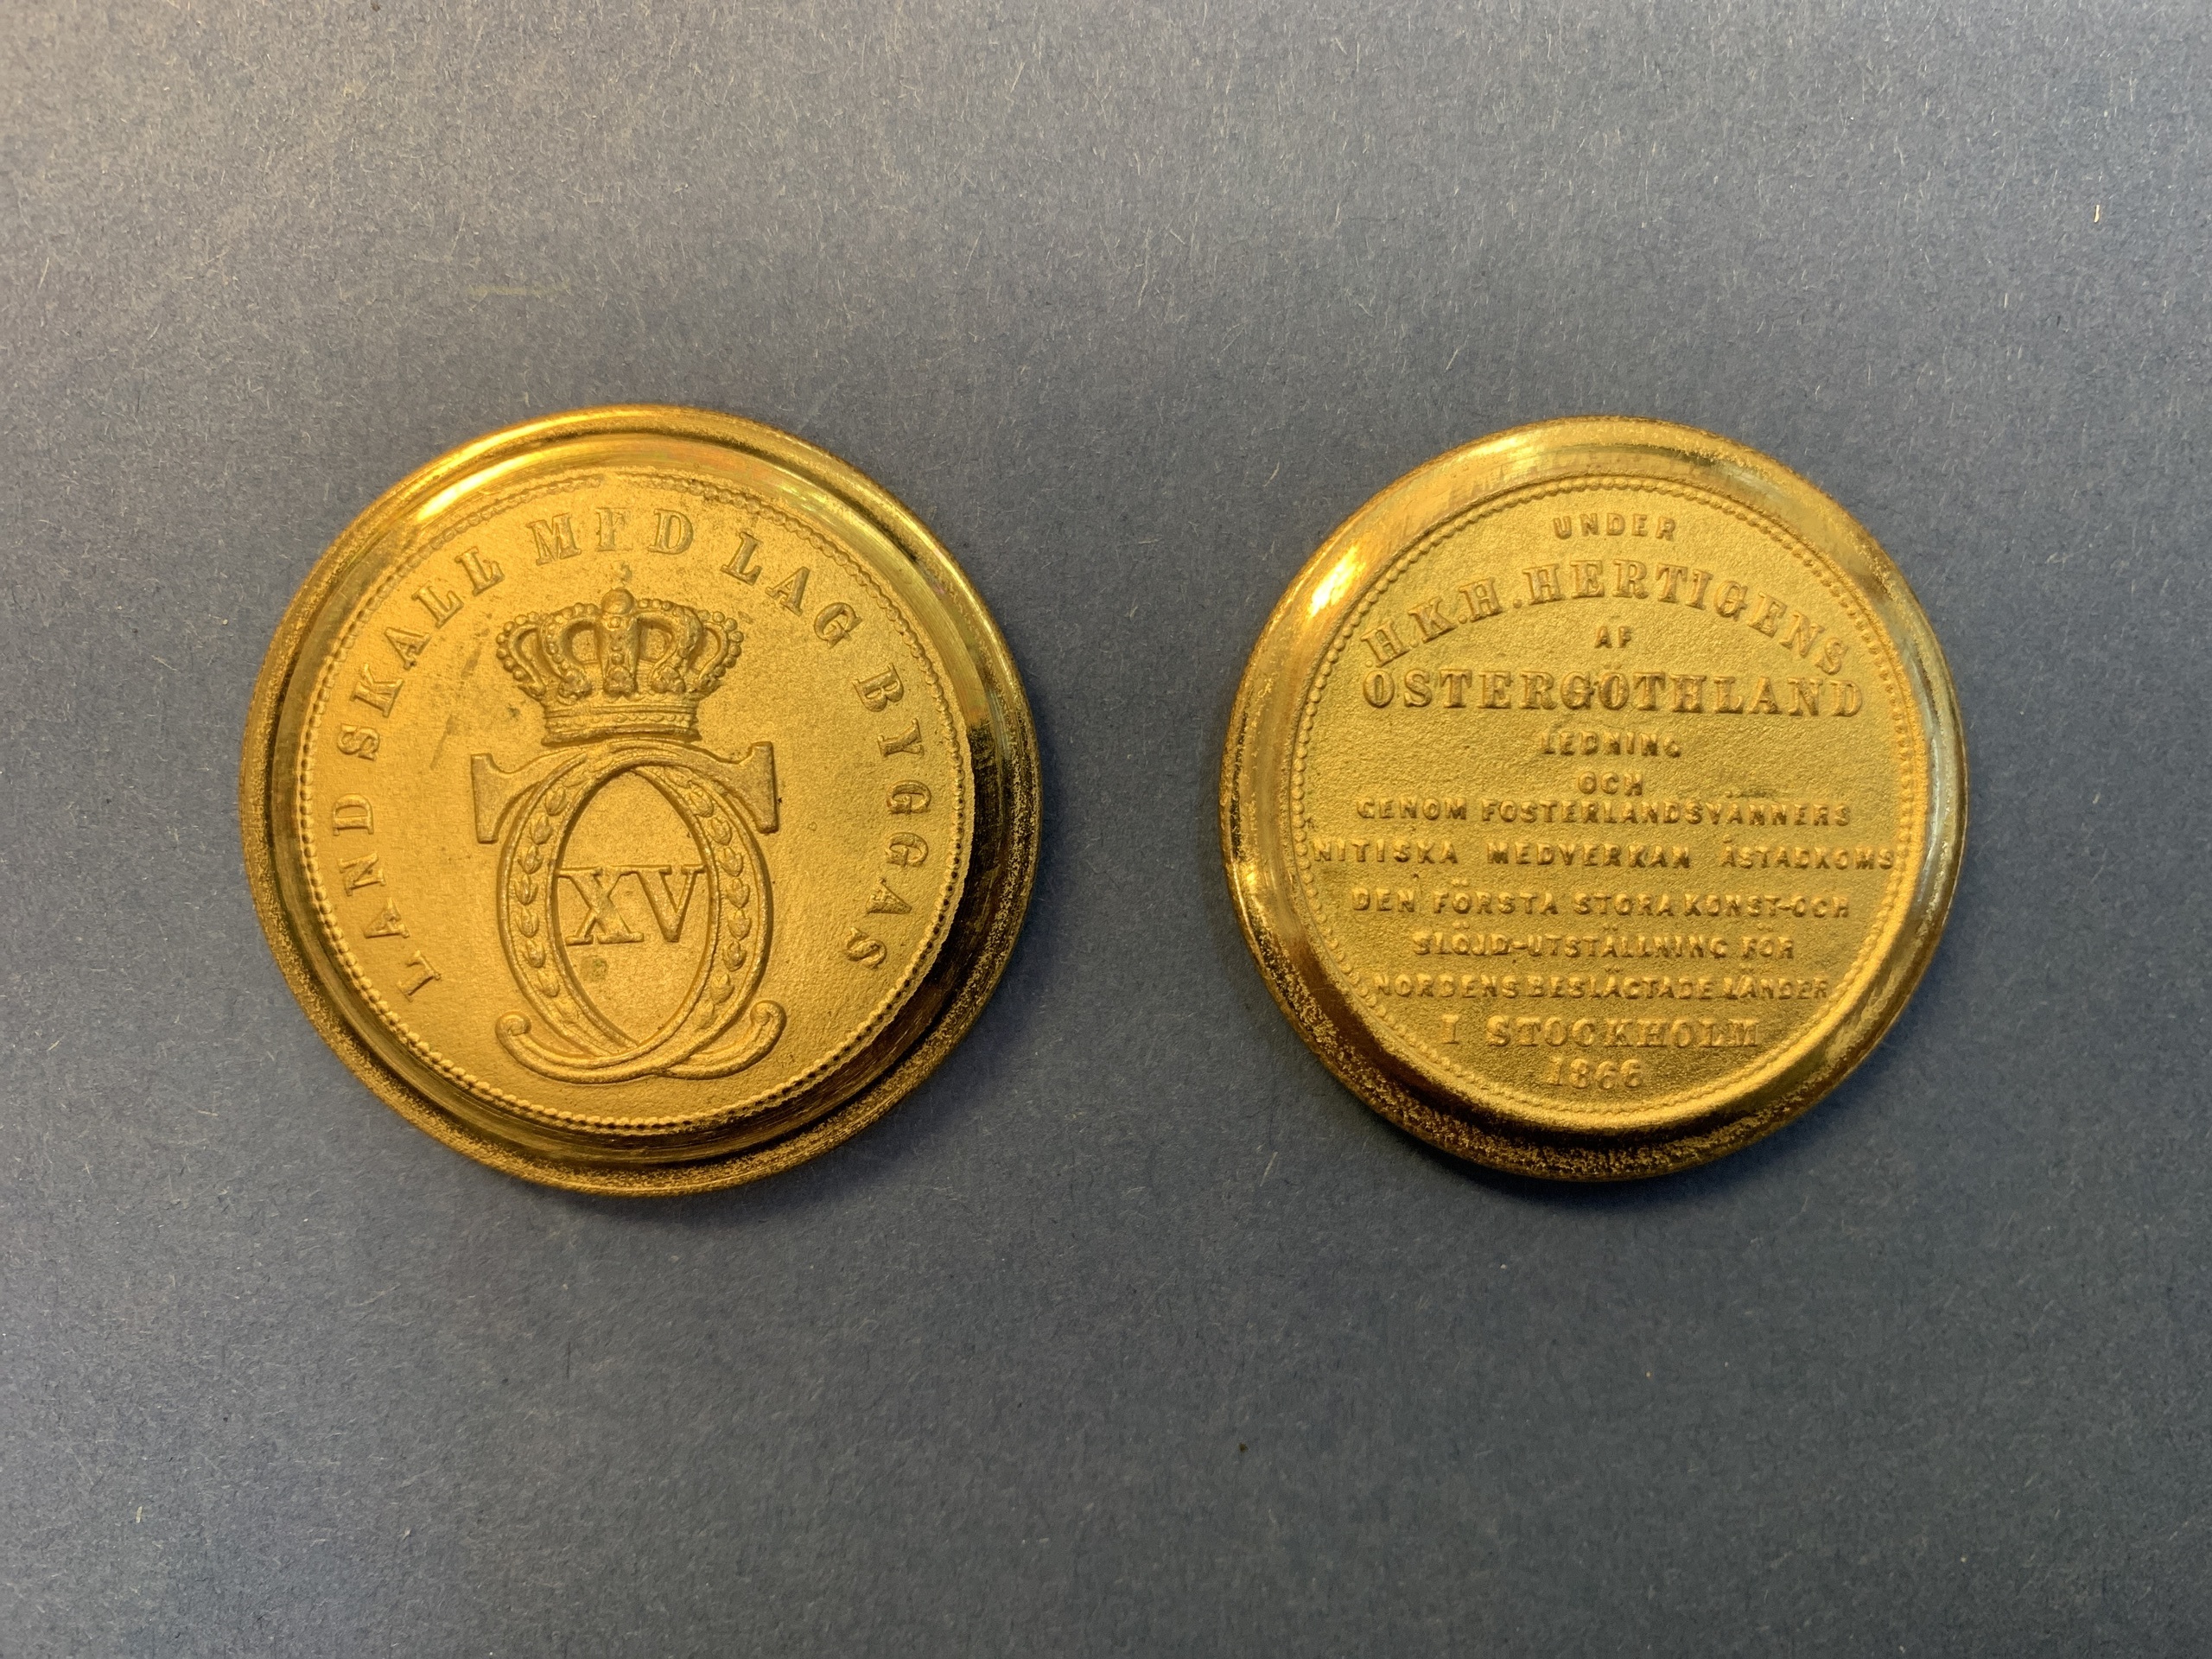 LAND SKALL MED LAG BYGGAS
XV
UNDER
H.K.H. HERTIGENS
AF
ÖSTERGÖTHLAND
LEDNING
OCH
GENOM FOSTERLANDSVÄNNERS
NITISKA MEDVERKAN ÅSTADKOMS
DEN FÖRSTA STORA KONST-OCH
SLÖJD-UTSTÄLLNING FÖR
NORDENS BESLÄGTADE LÄNDER
I STOCKHOLM
1866